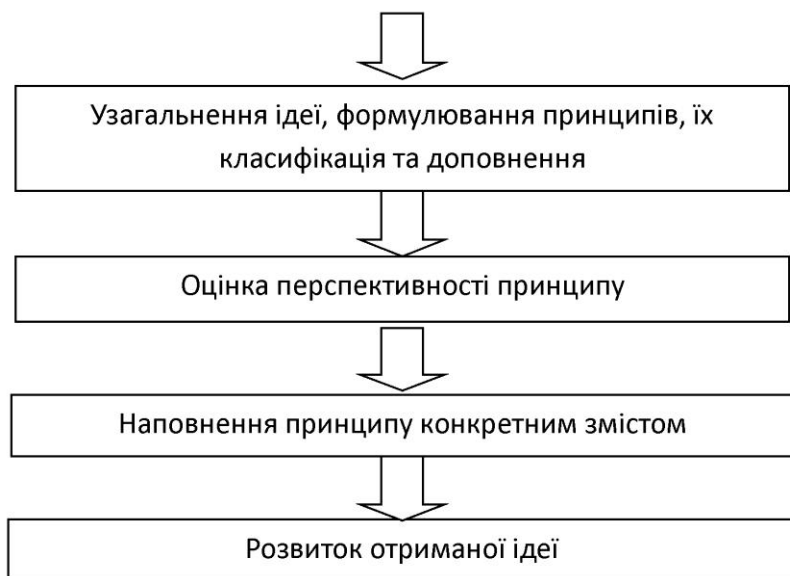 Узагальнення ідеї, формулювання принципів, їх
класифікація та доповнення
Оцінка перспективності принципу
Наповнення принципу конкретним змістом
Розвиток отриманої ідеї